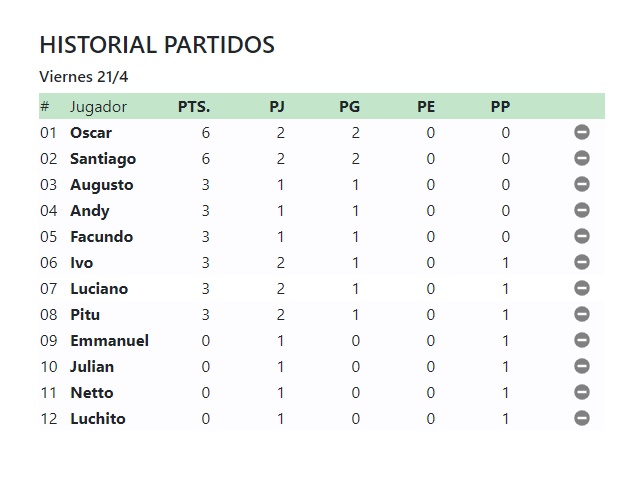 HISTORIAL PARTIDOS
Viernes 21/4
# Jugador PTS. PJ PG PE PP
01 Oscar 6 2 2 0 0
02 Santiago 6 2 2 0 0
03 Augusto 3 1 1 0 0
04 Andy 3 1 1 0 0
05 Facundo 3 1 1 0 0
06 Ivo 3 2 1 0 1
07 Luciano 3 2 1 0 1
08 Pitu 3 2 1 0 1
09 Emmanuel 0 1 0 0 1
10 Julian 0 1 0 0 1
11 Netto 0 1 0 0 1
12 Luchito 0 1 0 0 1